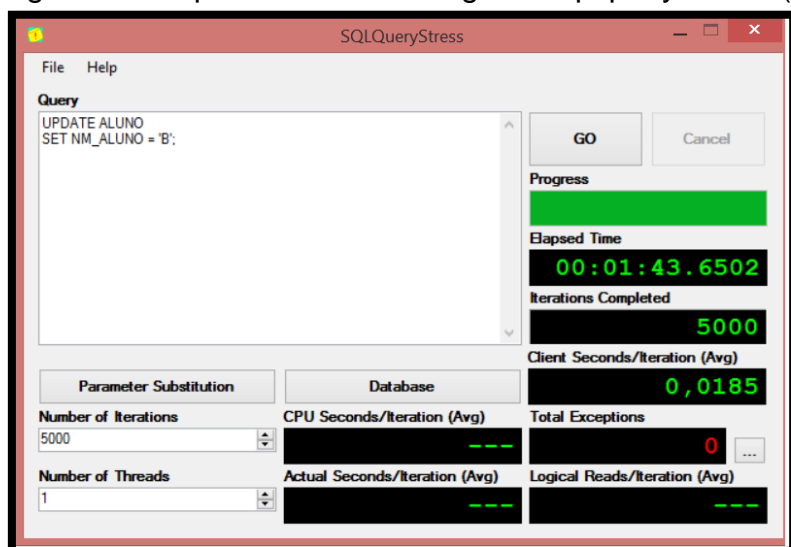 SQLQueryStress
File Help
Query
UPDATE ALUNO
SET NM_ALUNO = 'B';
GO Cancel
Progress
Elapsed Time
00:01:43.6502
Iterations Completed
5000
Client Seconds/Iteration (Avg)
0,0185
Parameter Substitution Database
Number of Iterations CPU Seconds/Iteration (Avg) Total Exceptions
5000 --- 0 ...
Number of Threads Actual Seconds/Iteration (Avg) Logical Reads/Iteration (Avg)
1 --- ---